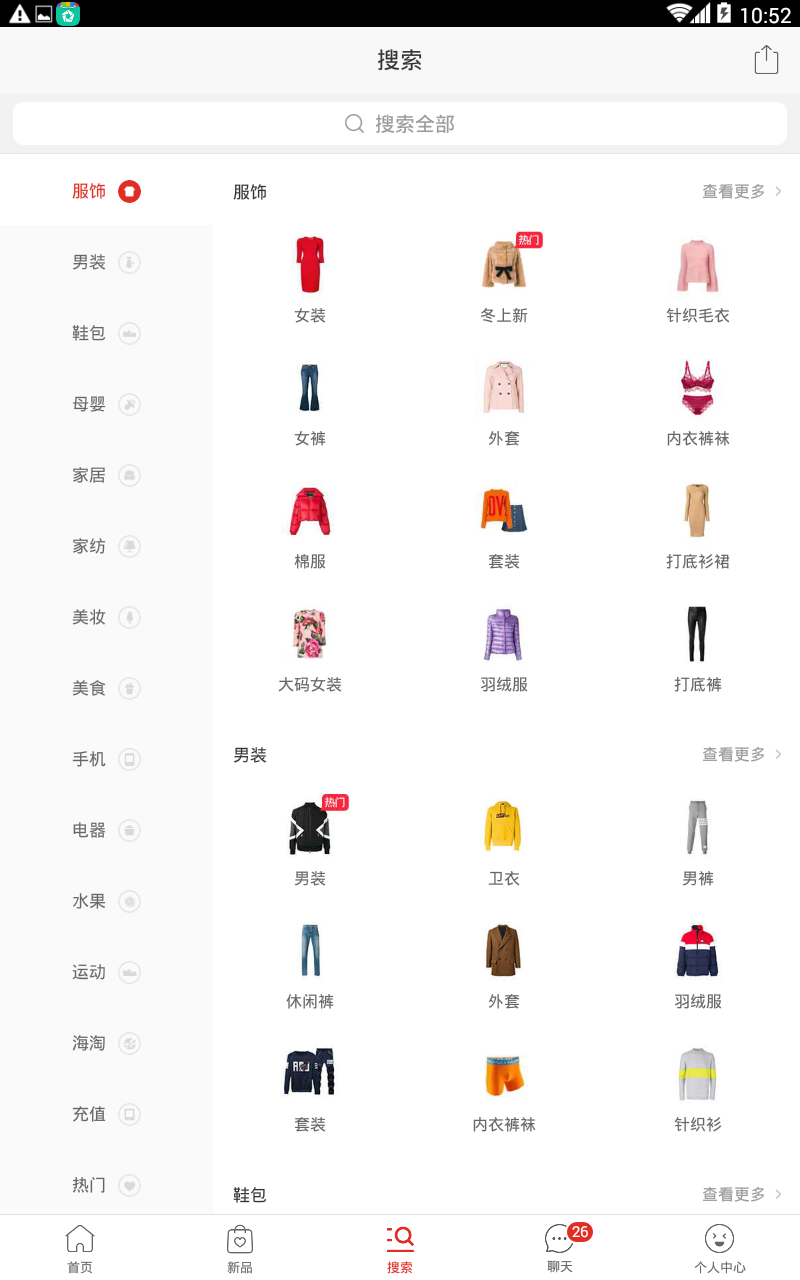 10:52
搜索
搜索全部
服饰
男装
鞋包
母婴
家居
家纺
美妆
美食
手机
电器
水果
运动
海淘
充值
热门
服饰 查看更多
热门
女装 冬上新 针织毛衣
女裤 外套 内衣裤袜
棉服 套装 打底衫裙
大码女装 羽绒服 打底裤
男装 查看更多
热门
男装 卫衣 男裤
休闲裤 外套 羽绒服
套装 内衣裤袜 针织衫
鞋包 查看更多
26
首页 新品 搜索 聊天 个人中心